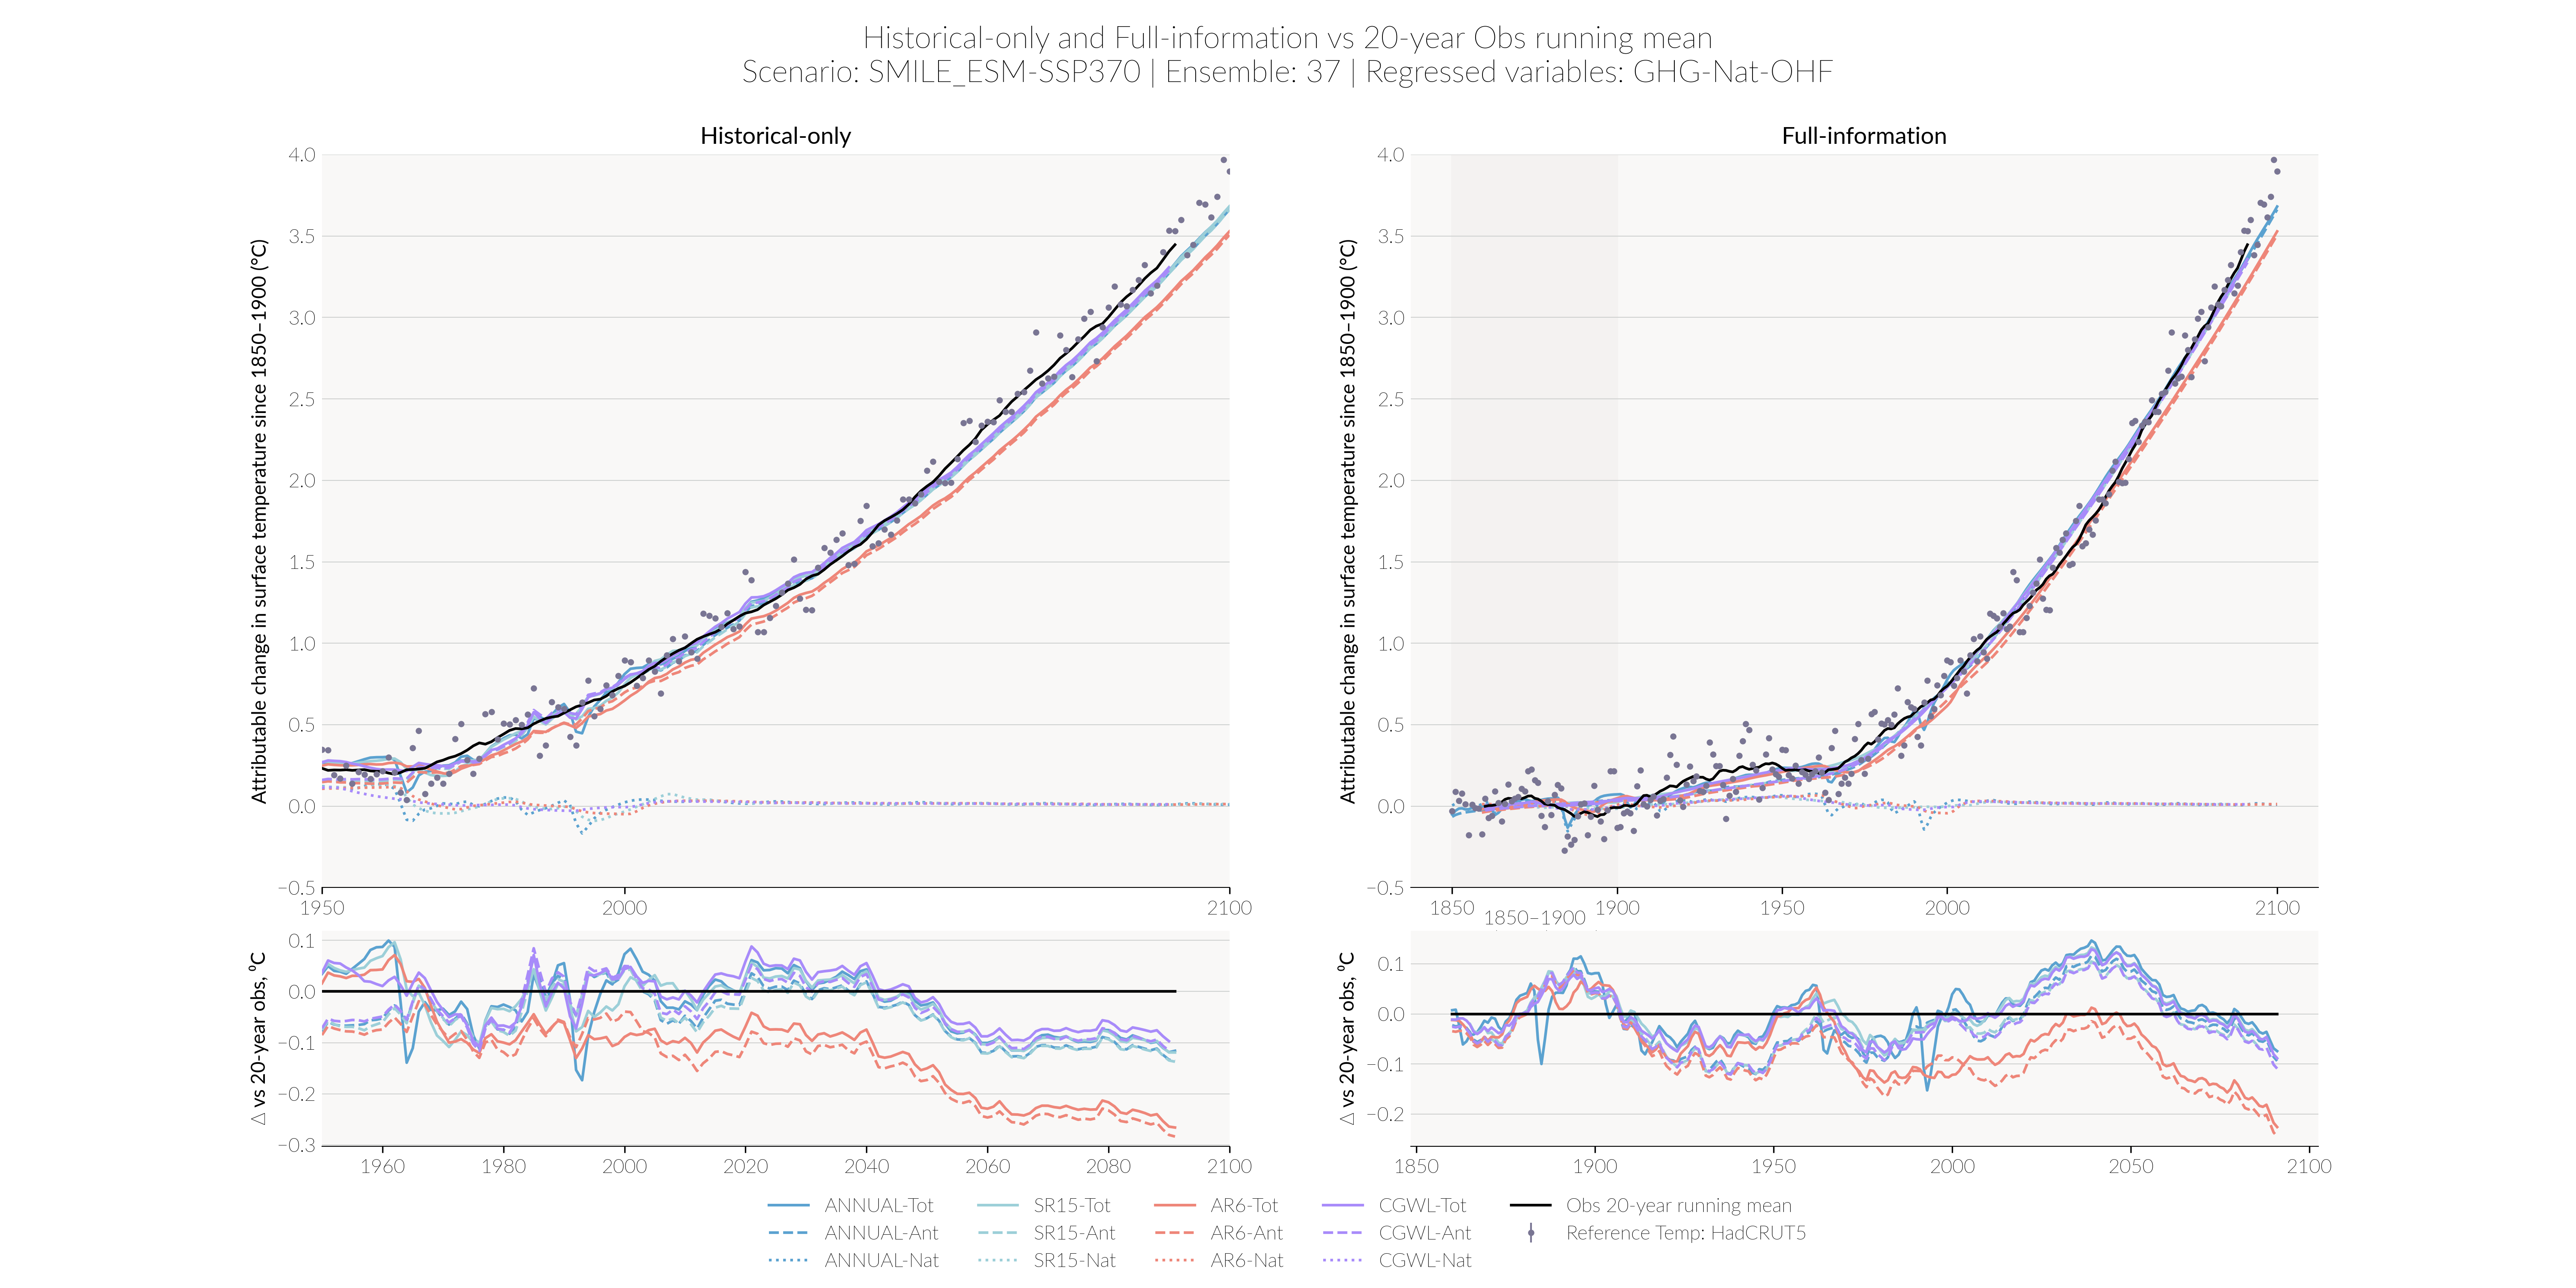 Historical-only and Full-information vs 20-year Obs running mean
Scenario: SMILE_ESM-SSP370 | Ensemble: 37 | Regressed variables: GHG-Nat-OHF
Historical-only
Attributable change in surface temperature since 1850–1900 (°C)
4.0
3.5
3.0
2.5
2.0
1.5
1.0
0.5
0.0
−0.5
1950 2000 2100
Δ vs 20-year obs, °C
0.1
0.0
−0.1
−0.2
−0.3
1960 1980 2000 2020 2040 2060 2080 2100
Full-information
Attributable change in surface temperature since 1850–1900 (°C)
4.0
3.5
3.0
2.5
2.0
1.5
1.0
0.5
0.0
−0.5
1850 1900 1950 2000 2100
1850–1900
Δ vs 20-year obs, °C
0.1
0.0
−0.1
−0.2
1850 1900 1950 2000 2050 2100
ANNUAL-Tot SR15-Tot AR6-Tot CGWL-Tot Obs 20-year running mean
ANNUAL-Ant SR15-Ant AR6-Ant CGWL-Ant Reference Temp: HadCRUT5
ANNUAL-Nat SR15-Nat AR6-Nat CGWL-Nat